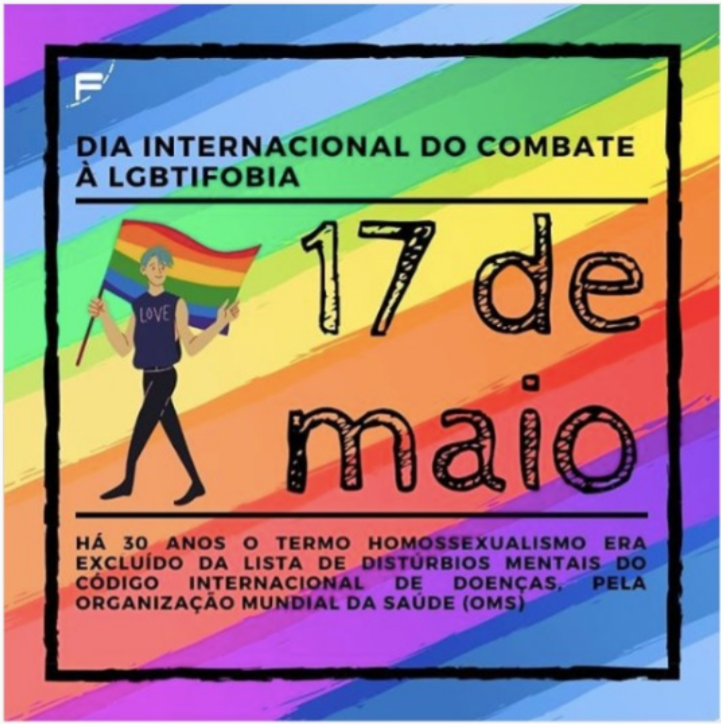 F
DIA INTERNACIONAL DO COMBATE
À LGBTIFOBIA
17 de
LOVE
maio
HÁ 30 ANOS O TERMO HOMOSSEXUALISMO ERA
EXCLUÍDO DA LISTA DE DISTÚRBIOS MENTAIS DO
CÓDIGO INTERNACIONAL DE DOENÇAS, PELA
ORGANIZAÇÃO MUNDIAL DA SAÚDE (OMS)